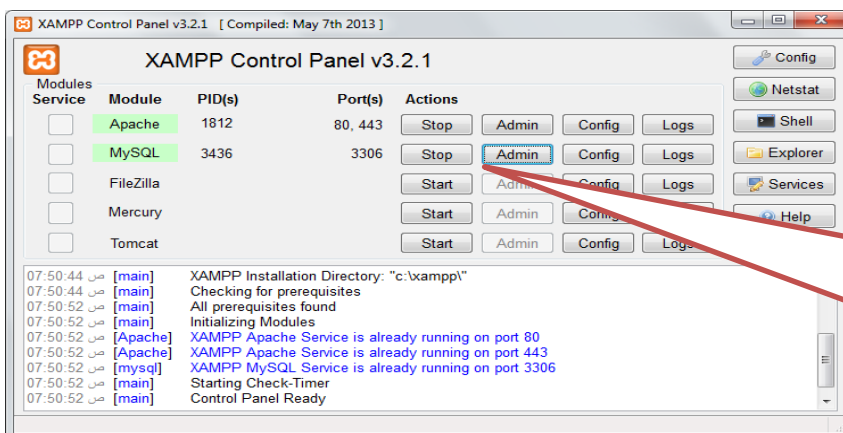 XAMPP Control Panel v3.2.1 [ Compiled: May 7th 2013 ]
XAMPP Control Panel v3.2.1
Config
Modules
Netstat
Service Module PID(s) Port(s) Actions
Apache 1812 80, 443 Stop Admin Config Logs
Shell
MySQL 3436 3306 Stop Admin Config Logs
Explorer
FileZilla Start Admin Config Logs
Services
Mercury Start Admin Config
Help
Tomcat Start Admin Config Logs
07:50:44 ص [main] XAMPP Installation Directory: "c:\xampp\"
07:50:44 ص [main] Checking for prerequisites
07:50:52 ص [main] All prerequisites found
07:50:52 ص [main] Initializing Modules
07:50:52 ص [Apache] XAMPP Apache Service is already running on port 80
07:50:52 ص [Apache] XAMPP Apache Service is already running on port 443
07:50:52 ص [mysql] XAMPP MySQL Service is already running on port 3306
07:50:52 ص [main] Starting Check-Timer
07:50:52 ص [main] Control Panel Ready